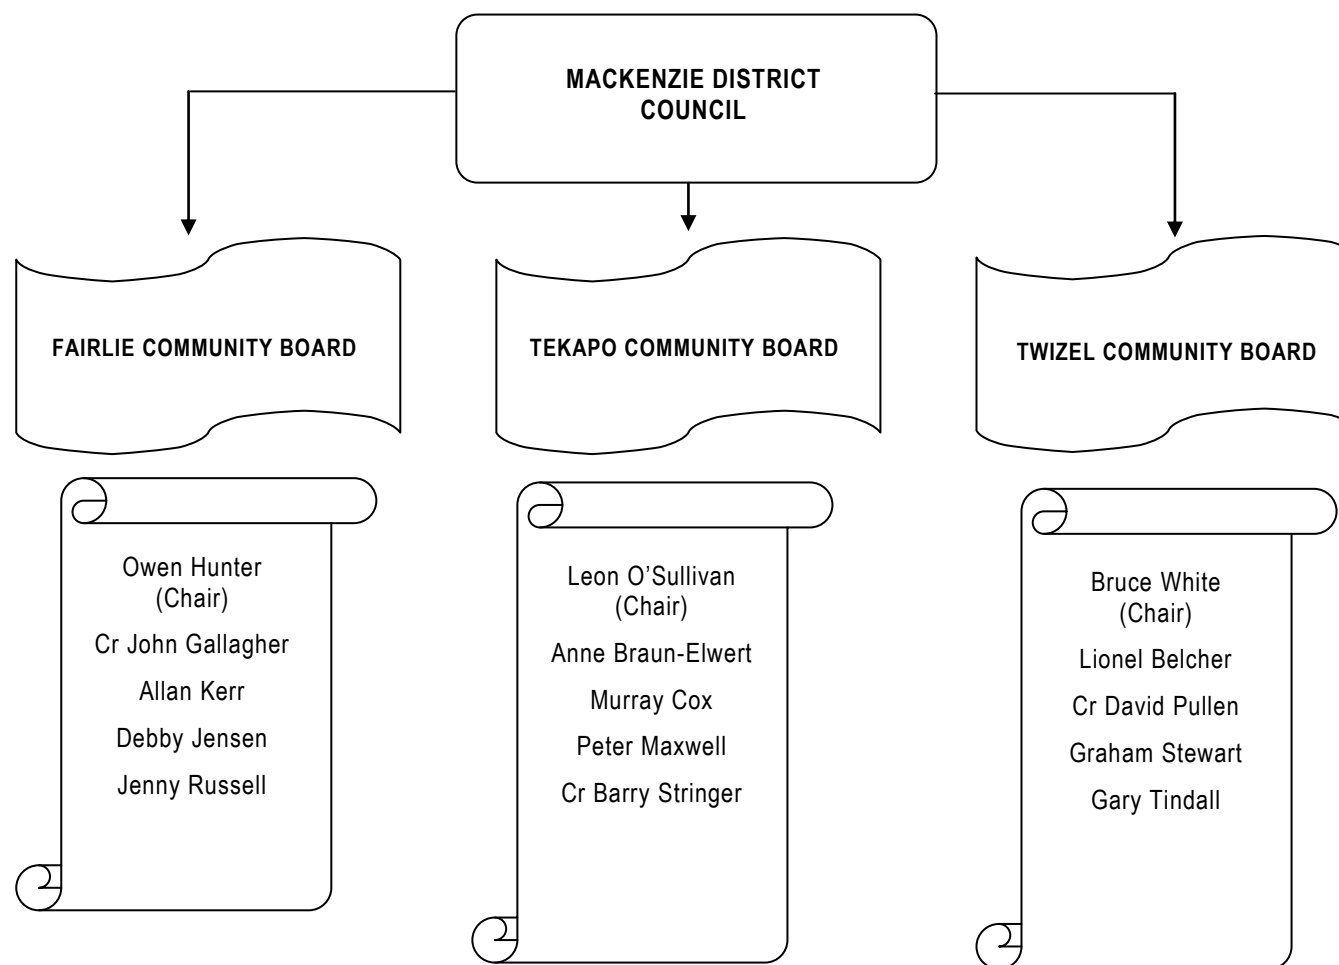 MACKENZIE DISTRICT
COUNCIL
FAIRLIE COMMUNITY BOARD
TEKAPO COMMUNITY BOARD
TWIZEL COMMUNITY BOARD
Owen Hunter
(Chair)
Cr John Gallagher
Allan Kerr
Debby Jensen
Jenny Russell
Leon O’Sullivan
(Chair)
Anne Braun-Elwert
Murray Cox
Peter Maxwell
Cr Barry Stringer
Bruce White
(Chair)
Lionel Belcher
Cr David Pullen
Graham Stewart
Gary Tindall